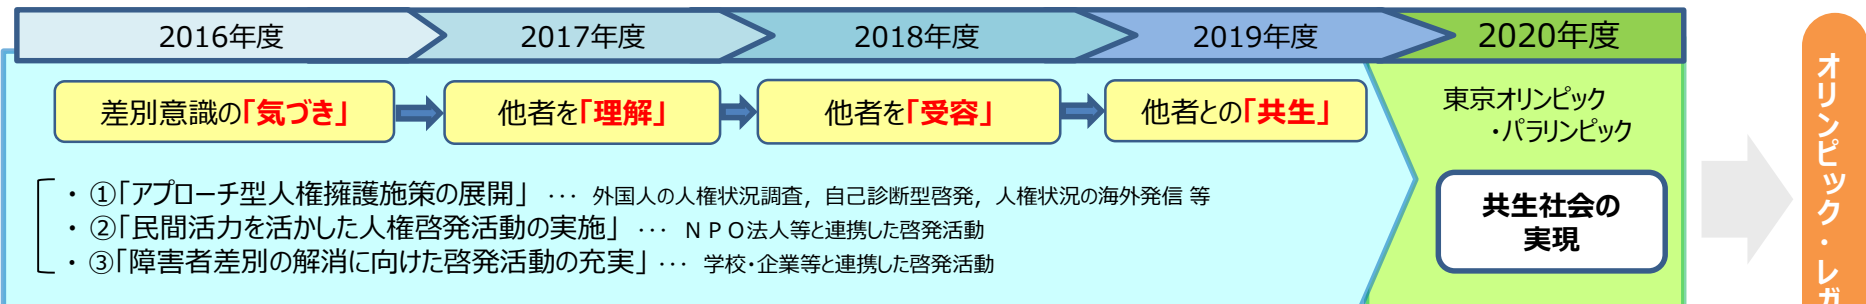 2016年度
2017年度
2018年度
2019年度
2020年度
差別意識の「気づき」
他者を「理解」
他者を「受容」
他者との「共生」
東京オリンピック
・パラリンピック
・①「アプローチ型人権擁護施策の展開」 ･･･ 外国人の人権状況調査，自己診断型啓発，人権状況の海外発信 等
・②「民間活力を活かした人権啓発活動の実施」 ･･･ ＮＰＯ法人等と連携した啓発活動
・③「障害者差別の解消に向けた啓発活動の充実」 ･･･ 学校・企業等と連携した啓発活動
共生社会の
実現
オリンピック・レガ